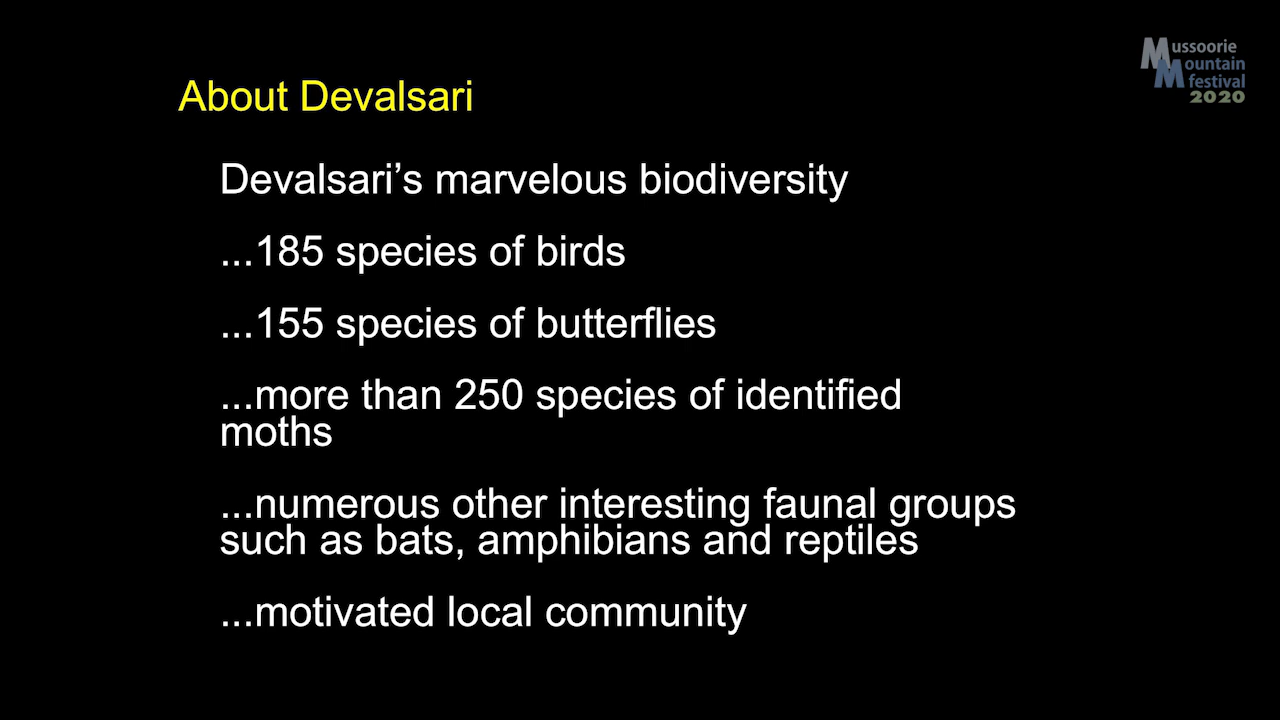 Mussoorie
Mountain
festival
2020
About Devalsari
Devalsari’s marvelous biodiversity
...185 species of birds
...155 species of butterflies
...more than 250 species of identified
moths
...numerous other interesting faunal groups
such as bats, amphibians and reptiles
...motivated local community